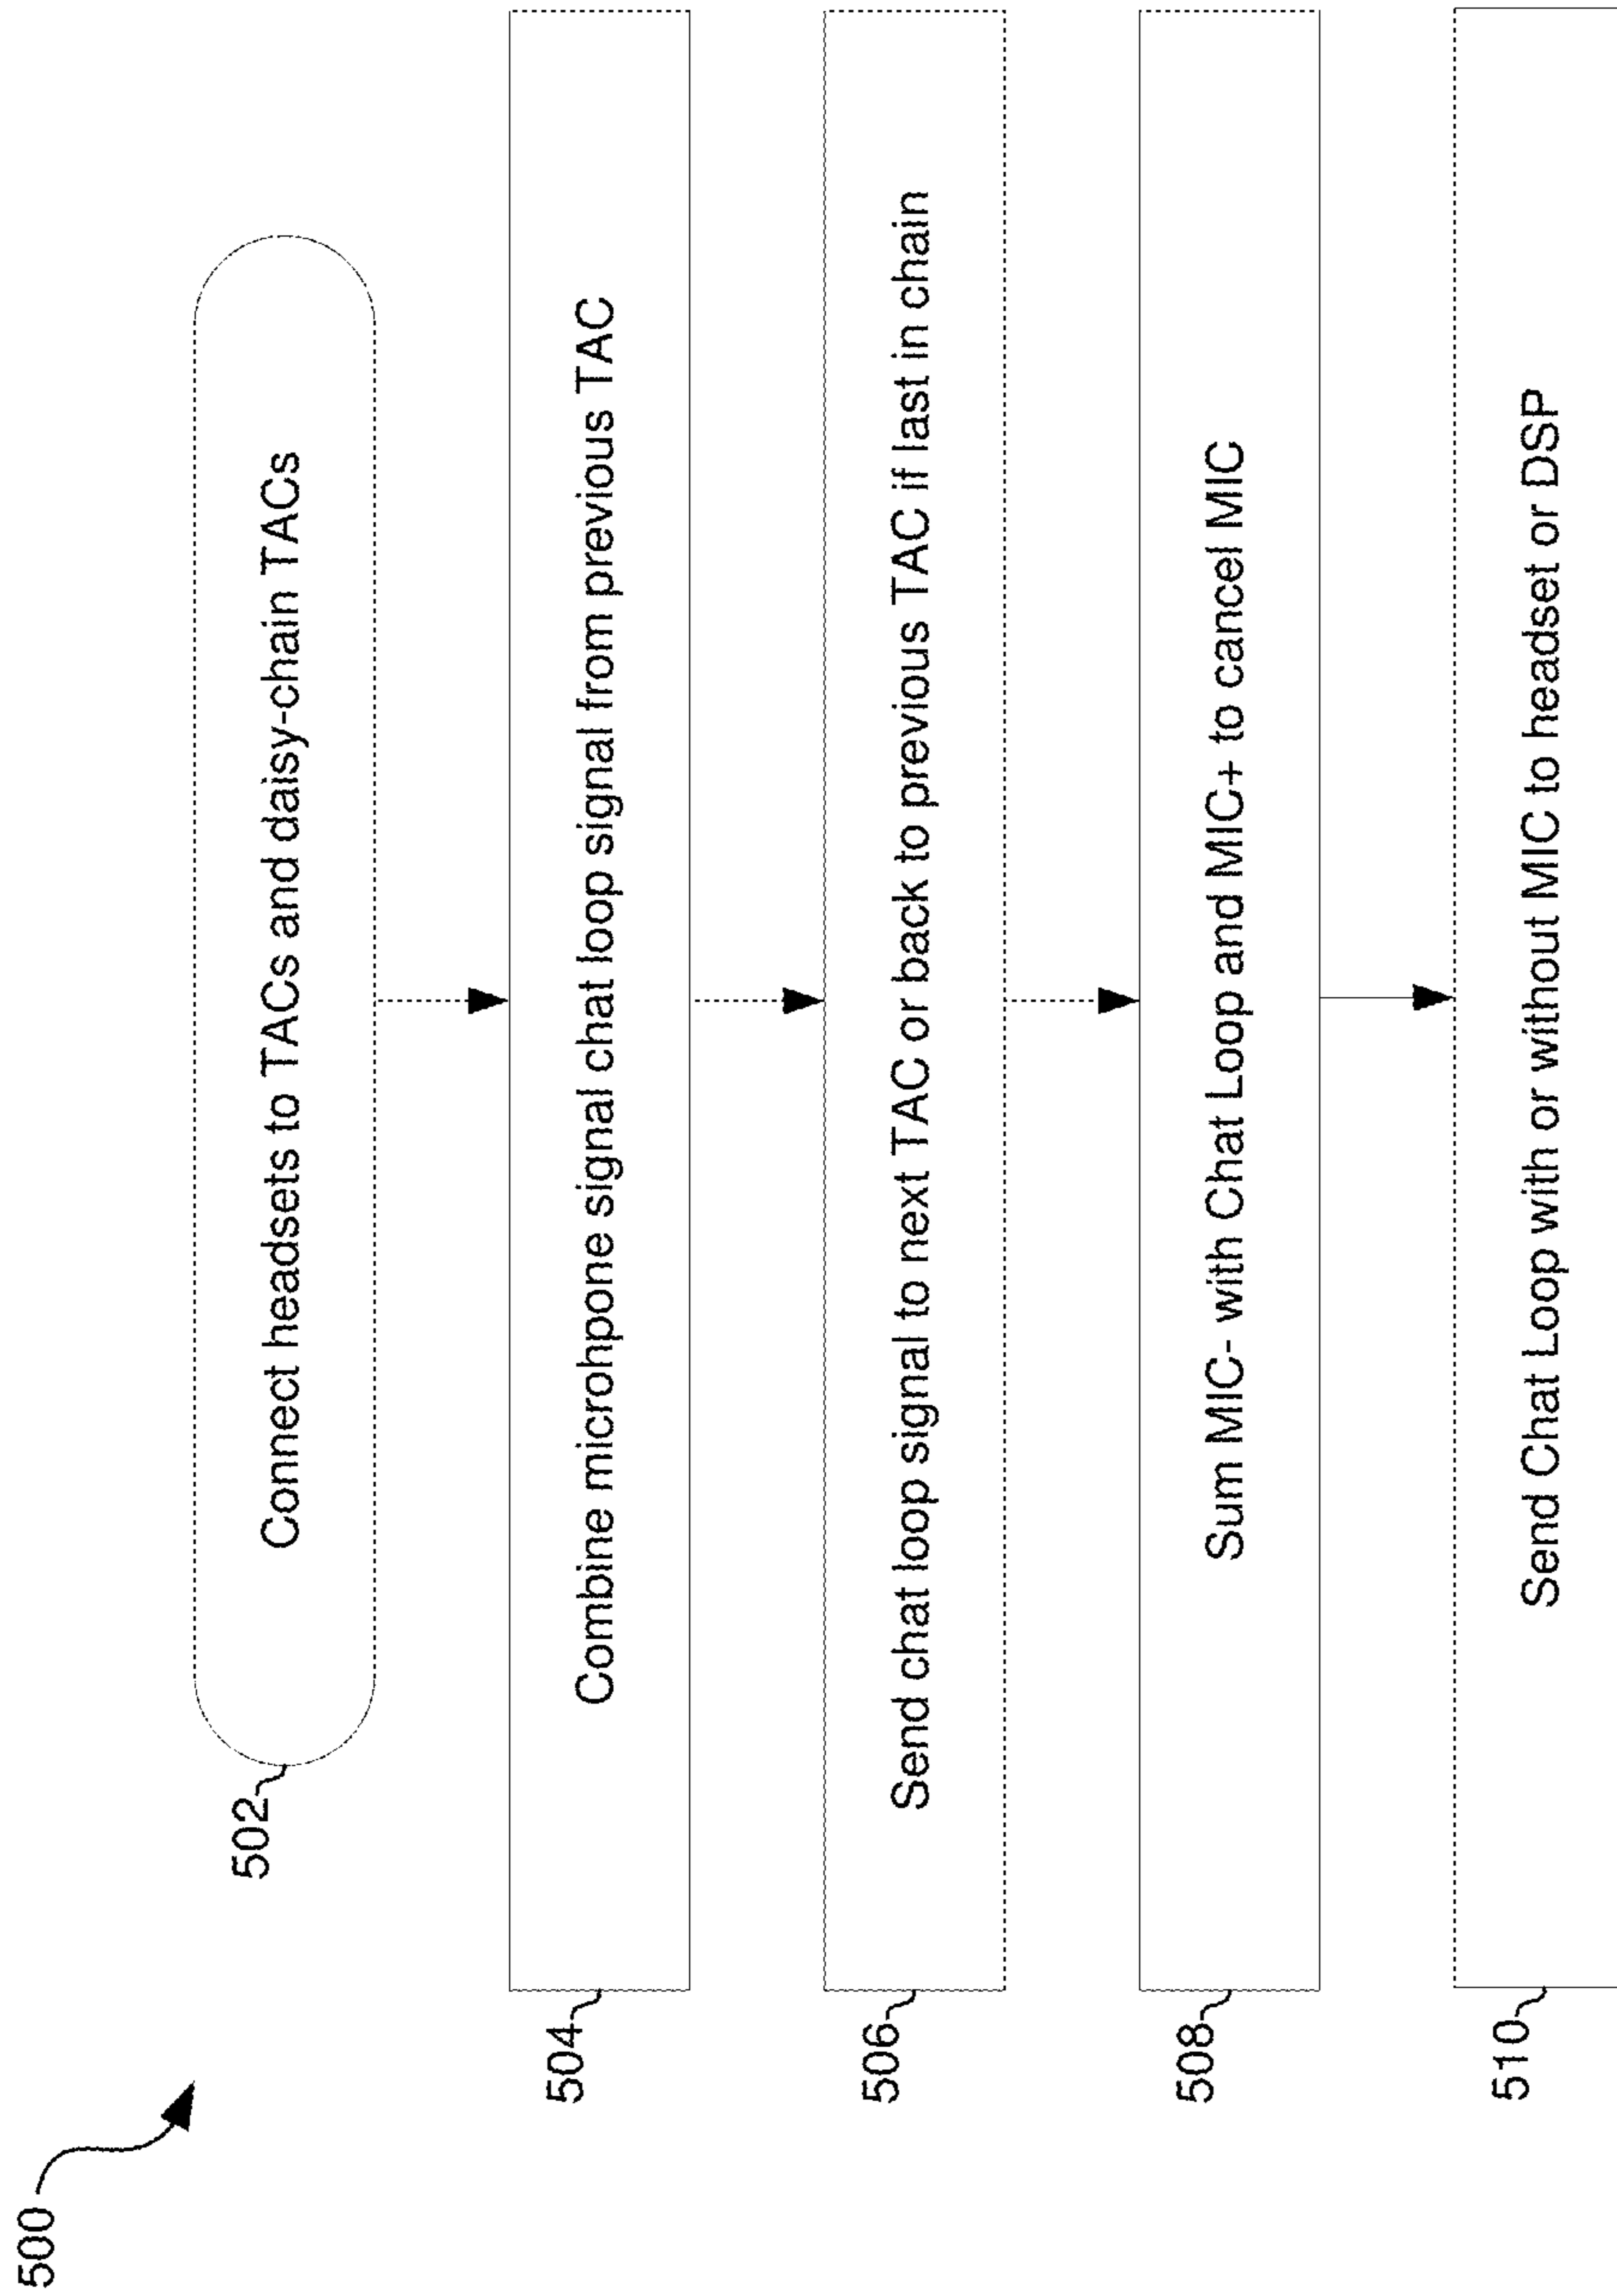 500
502
Connect headsets to TACs and daisy-chain TACs
504
Combine microhpone signal chat loop signal from previous TAC
506
Send chat loop signal to next TAC or back to previous TAC if last in chain
508
Sum MIC- with Chat Loop and MIC+ to cancel MIC
510
Send Chat Loop with or without MIC to headset or DSP